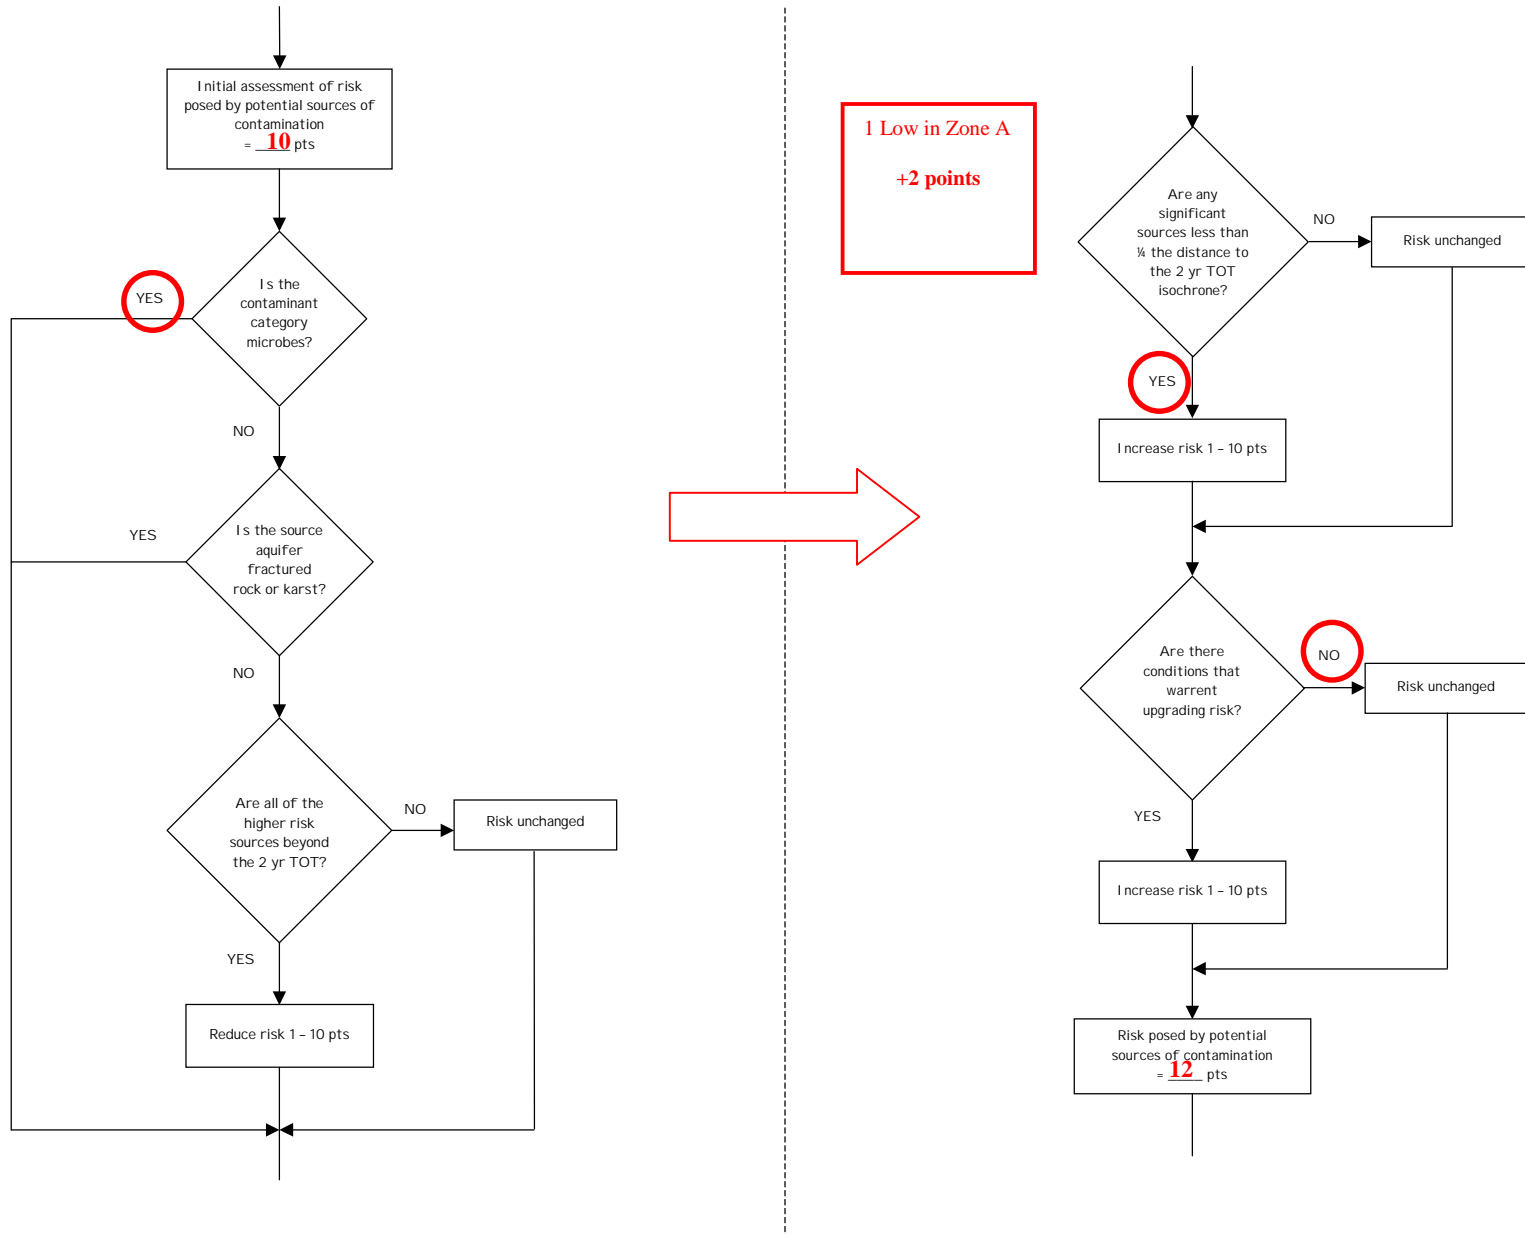 Initial assessment of risk
posed by potential sources of
contamination
= 10 pts
Is the
contaminant
category
microbes?
YES
NO
Is the source
aquifer
fractured
rock or karst?
YES
NO
Are all of the
higher risk
sources beyond
the 2 yr TOT?
NO
Risk unchanged
YES
Reduce risk 1 – 10 pts
1 Low in Zone A
+2 points
Are any
significant
sources less than
¼ the distance to
the 2 yr TOT
isochrone?
NO
Risk unchanged
YES
Increase risk 1 – 10 pts
Are there
conditions that
warrent
upgrading risk?
NO
Risk unchanged
YES
Increase risk 1 – 10 pts
Risk posed by potential
sources of contamination
= 12 pts